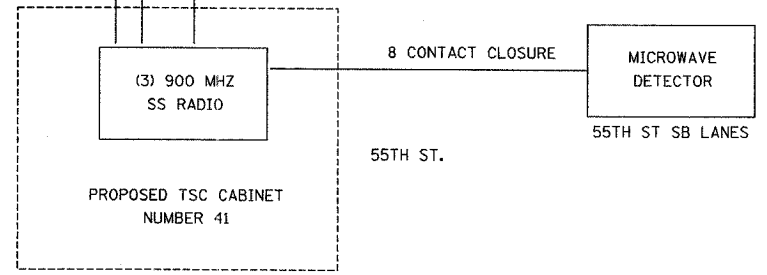 (3) 900 MHZ
SS RADIO
8 CONTACT CLOSURE
MICROWAVE
DETECTOR
55TH ST SB LANES
55TH ST.
PROPOSED TSC CABINET
NUMBER 41